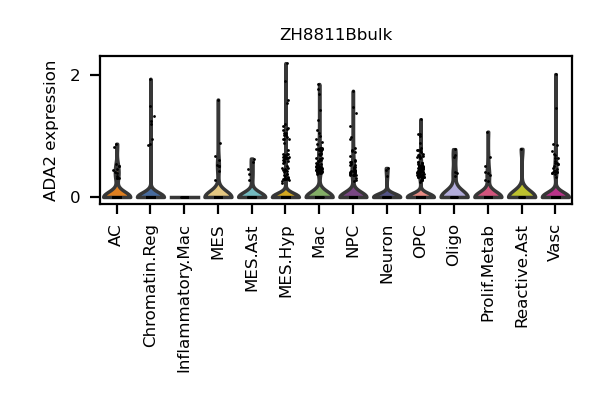 ZH8811Bbulk
ADA2 expression
2
0
AC
Chromatin.Reg
Inflammatory.Mac
MES
MES.Ast
MES.Hyp
Mac
NPC
Neuron
OPC
Oligo
Prolif.Metab
Reactive.Ast
Vasc